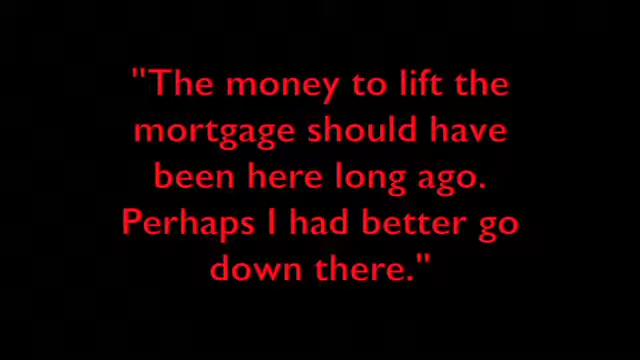 "The money to lift the
mortgage should have
been here long ago.
Perhaps I had better go
down there."